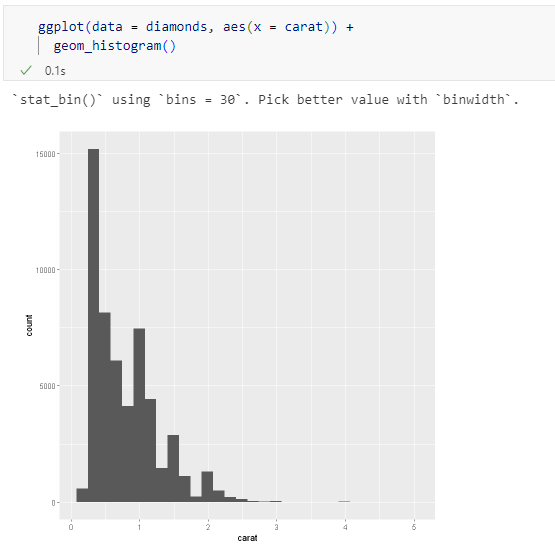 ggplot(data = diamonds, aes(x = carat)) +
geom_histogram()
✓ 0.1s
`stat_bin()` using `bins = 30`. Pick better value with `binwidth`.
15000
10000
5000
0
count
0 1 2 3 4 5
carat